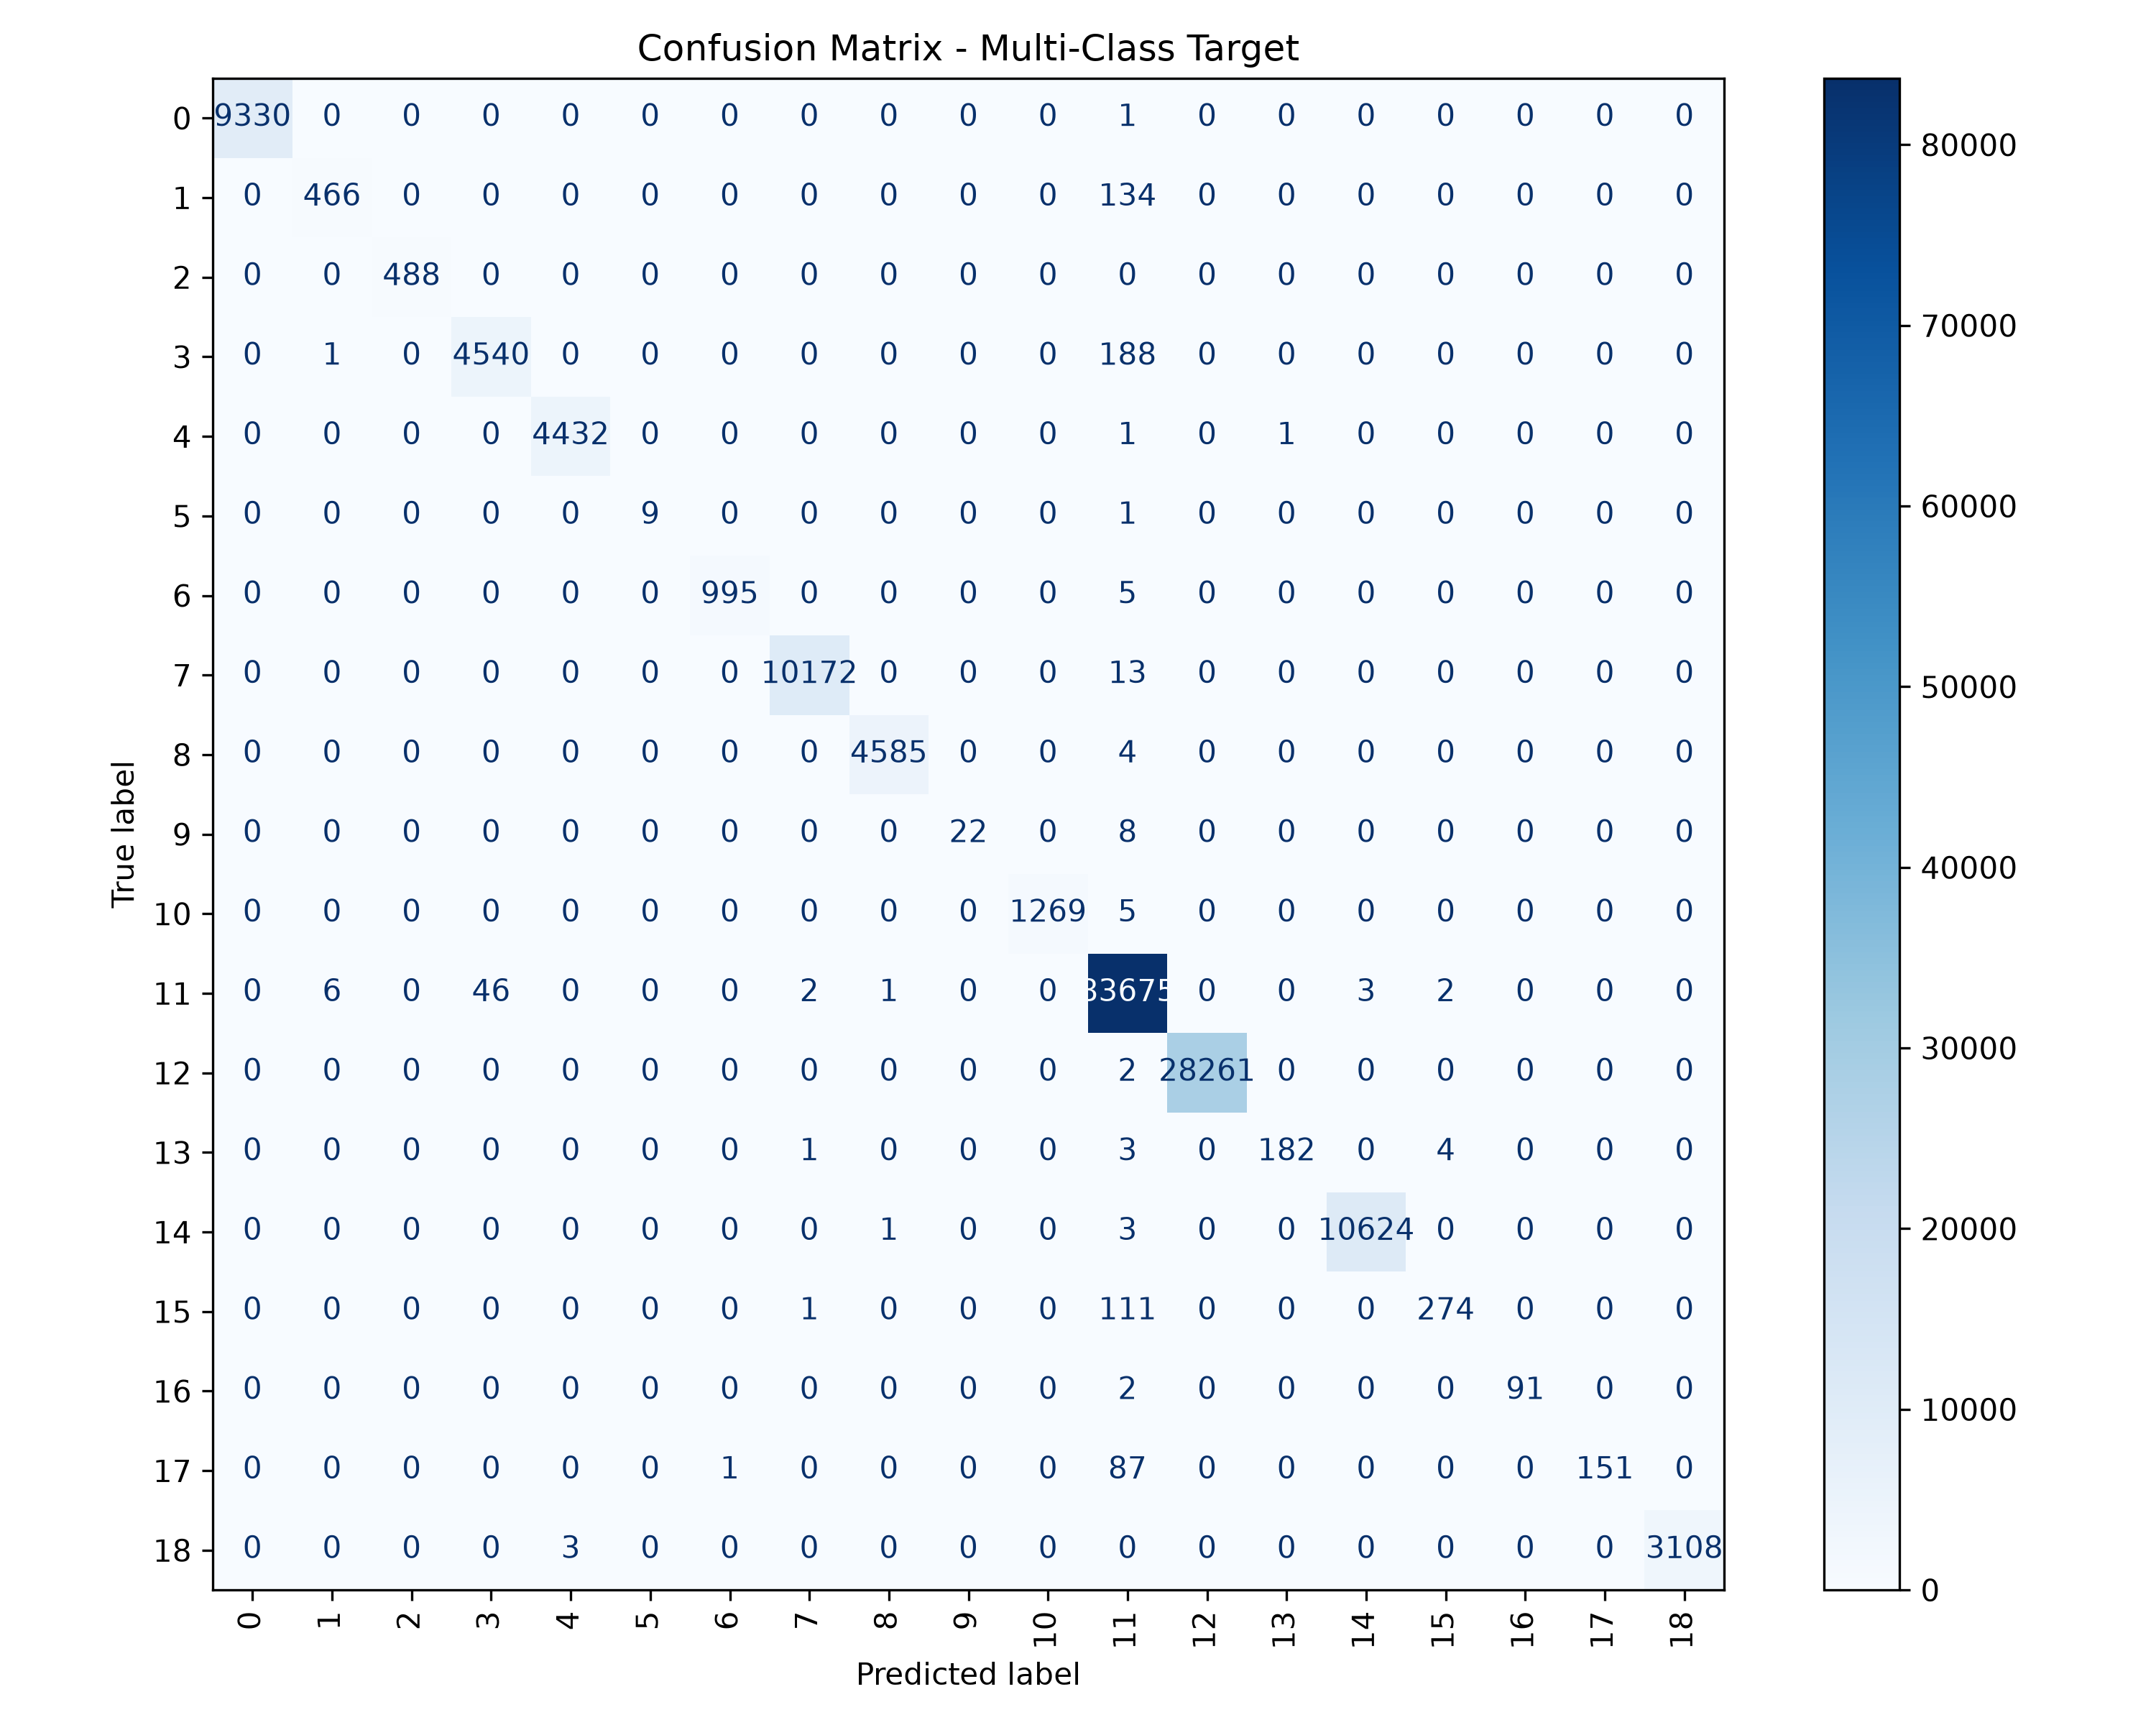 Confusion Matrix - Multi-Class Target
0 9330 0 0 0 0 0 0 0 0 0 0 1 0 0 0 0 0 0 0
1 0 466 0 0 0 0 0 0 0 0 0 134 0 0 0 0 0 0 0
2 0 0 488 0 0 0 0 0 0 0 0 0 0 0 0 0 0 0 0
3 0 1 0 4540 0 0 0 0 0 0 0 188 0 0 0 0 0 0 0
4 0 0 0 0 4432 0 0 0 0 0 0 1 0 1 0 0 0 0 0
5 0 0 0 0 0 9 0 0 0 0 0 1 0 0 0 0 0 0 0
6 0 0 0 0 0 0 995 0 0 0 0 5 0 0 0 0 0 0 0
7 0 0 0 0 0 0 0 10172 0 0 0 13 0 0 0 0 0 0 0
8 0 0 0 0 0 0 0 0 4585 0 0 4 0 0 0 0 0 0 0
9 0 0 0 0 0 0 0 0 0 22 0 8 0 0 0 0 0 0 0
10 0 0 0 0 0 0 0 0 0 0 1269 5 0 0 0 0 0 0 0
11 0 6 0 46 0 0 0 2 1 0 0 83675 0 0 3 2 0 0 0
12 0 0 0 0 0 0 0 0 0 0 0 2 28261 0 0 0 0 0 0
13 0 0 0 0 0 0 0 1 0 0 0 3 0 182 0 4 0 0 0
14 0 0 0 0 0 0 0 0 1 0 0 3 0 0 10624 0 0 0 0
15 0 0 0 0 0 0 0 1 0 0 0 111 0 0 0 274 0 0 0
16 0 0 0 0 0 0 0 0 0 0 0 2 0 0 0 0 91 0 0
17 0 0 0 0 0 0 1 0 0 0 0 87 0 0 0 0 0 151 0
18 0 0 0 0 3 0 0 0 0 0 0 0 0 0 0 0 0 0 3108
0 1 2 3 4 5 6 7 8 9 10 11 12 13 14 15 16 17 18
Predicted label
True label
80000
70000
60000
50000
40000
30000
20000
10000
0